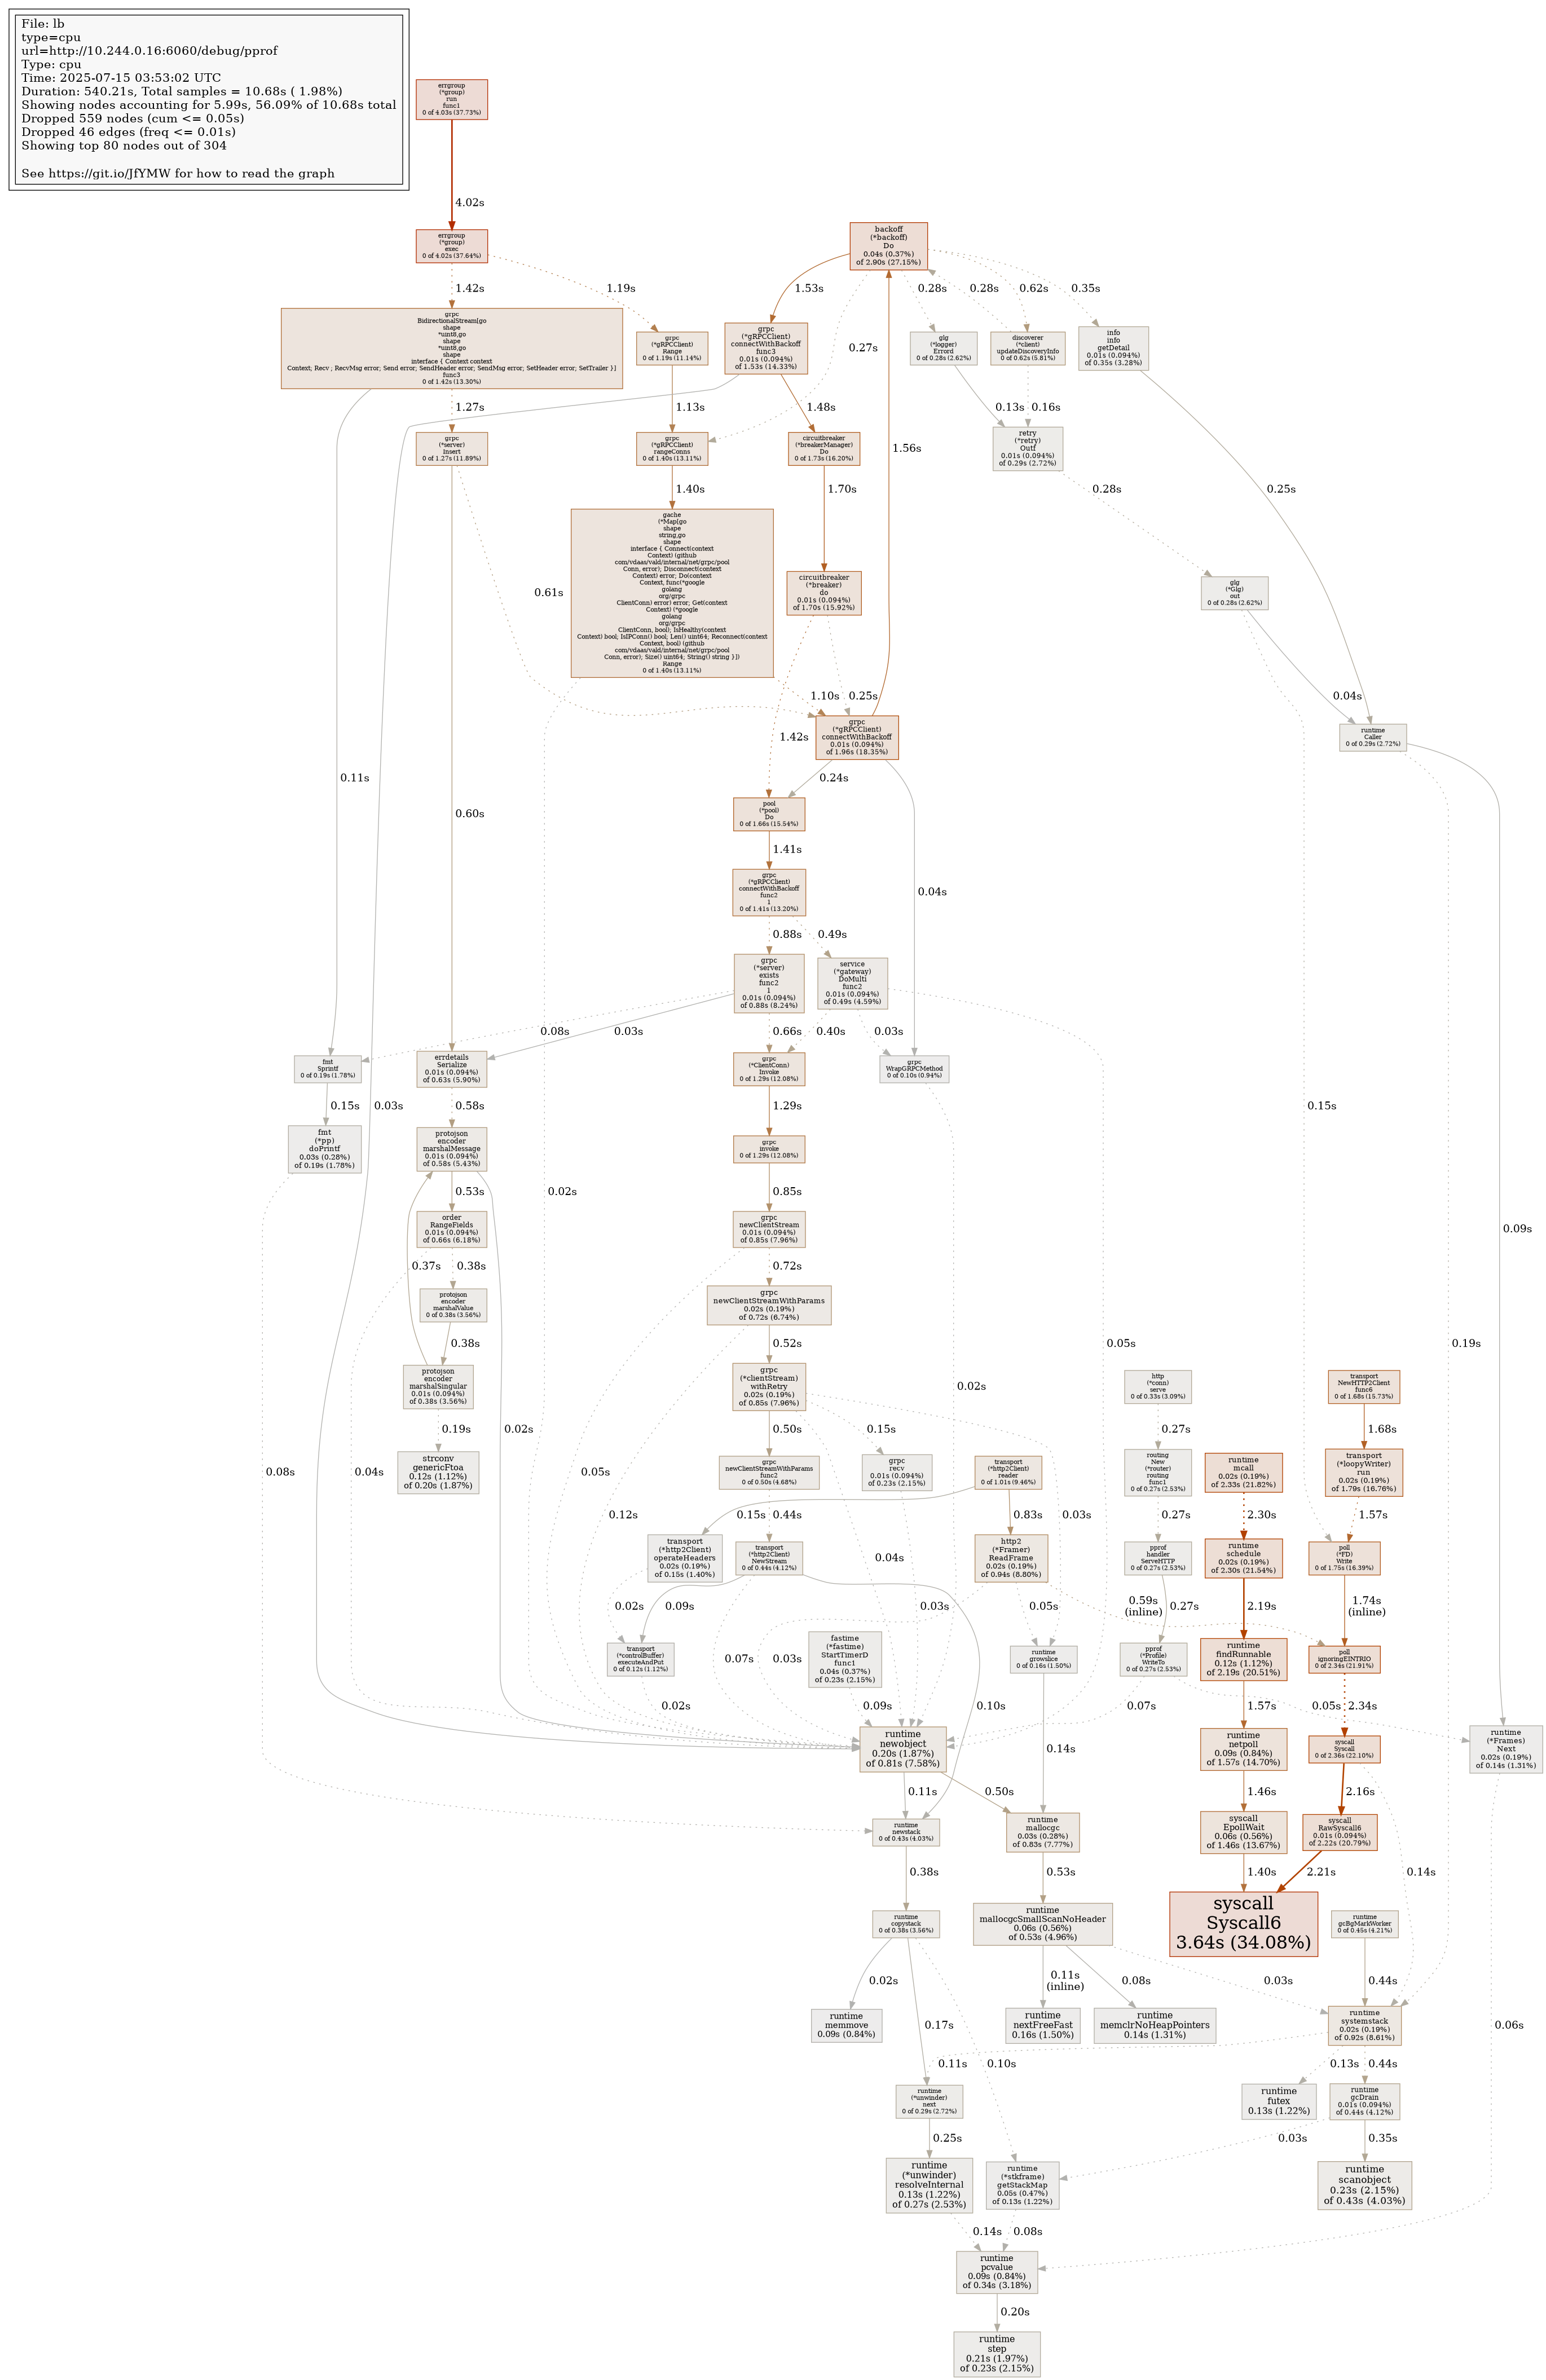 File: lb
type=cpu
url=http://10.244.0.16:6060/debug/pprof
Type: cpu
Time: 2025-07-15 03:53:02 UTC
Duration: 540.21s, Total samples = 10.68s ( 1.98%)
Showing nodes accounting for 5.99s, 56.09% of 10.68s total
Dropped 559 nodes (cum <= 0.05s)
Dropped 46 edges (freq <= 0.01s)
Showing top 80 nodes out of 304
See https://git.io/JfYMW for how to read the graph
errgroup
(*group)
run
func1
0 of 4.03s (37.73%)
4.02s
errgroup
(*group)
exec
0 of 4.02s (37.64%)
backoff
(*backoff)
Do
0.04s (0.37%)
of 2.90s (27.15%)
1.42s
1.19s
1.53s
0.28s
0.28s
0.62s
0.35s
grpc
BidirectionalStream[go
shape
*uint8,go
shape
*uint8,go
shape
interface { Context context
Context; Recv ; RecvMsg error; Send error; SendHeader error; SendMsg error; SetHeader error; SetTrailer }]
func3
0 of 1.42s (13.30%)
grpc
(*gRPCClient)
Range
0 of 1.19s (11.14%)
grpc
(*gRPCClient)
connectWithBackoff
func3
0.01s (0.094%)
of 1.53s (14.33%)
0.27s
glg
(*logger)
Errord
0 of 0.28s (2.62%)
discoverer
(*client)
updateDiscoveryInfo
0 of 0.62s (5.81%)
info
info
getDetail
0.01s (0.094%)
of 0.35s (3.28%)
1.27s
1.13s
1.48s
0.13s
0.16s
grpc
(*server)
Insert
0 of 1.27s (11.89%)
grpc
(*gRPCClient)
rangeConns
0 of 1.40s (13.11%)
circuitbreaker
(*breakerManager)
Do
0 of 1.73s (16.20%)
1.56s
retry
(*retry)
Outf
0.01s (0.094%)
of 0.29s (2.72%)
1.40s
1.70s
0.28s
0.25s
gache
(*Map[go
shape
string,go
shape
interface { Connect(context
Context) (github
com/vdaas/vald/internal/net/grpc/pool
Conn, error); Disconnect(context
Context) error; Do(context
Context, func(*google
golang
org/grpc
ClientConn) error) error; Get(context
Context) (*google
golang
org/grpc
ClientConn, bool); IsHealthy(context
Context) bool; IsIPConn() bool; Len() uint64; Reconnect(context
Context, bool) (github
com/vdaas/vald/internal/net/grpc/pool
Conn, error); Size() uint64; String() string }])
Range
0 of 1.40s (13.11%)
0.61s
circuitbreaker
(*breaker)
do
0.01s (0.094%)
of 1.70s (15.92%)
glg
(*Glg)
out
0 of 0.28s (2.62%)
1.10s
0.25s
0.04s
1.42s
grpc
(*gRPCClient)
connectWithBackoff
0.01s (0.094%)
of 1.96s (18.35%)
runtime
Caller
0 of 0.29s (2.72%)
0.11s
0.24s
pool
(*pool)
Do
0 of 1.66s (15.54%)
0.60s
1.41s
grpc
(*gRPCClient)
connectWithBackoff
func2
1
0 of 1.41s (13.20%)
0.04s
0.88s
0.49s
grpc
(*server)
exists
func2
1
0.01s (0.094%)
of 0.88s (8.24%)
service
(*gateway)
DoMulti
func2
0.01s (0.094%)
of 0.49s (4.59%)
0.08s
0.03s
0.66s
0.40s
0.03s
fmt
Sprintf
0 of 0.19s (1.78%)
errdetails
Serialize
0.01s (0.094%)
of 0.63s (5.90%)
grpc
(*ClientConn)
Invoke
0 of 1.29s (12.08%)
grpc
WrapGRPCMethod
0 of 0.10s (0.94%)
0.15s
0.03s
0.58s
1.29s
0.15s
fmt
(*pp)
doPrintf
0.03s (0.28%)
of 0.19s (1.78%)
protojson
encoder
marshalMessage
0.01s (0.094%)
of 0.58s (5.43%)
grpc
invoke
0 of 1.29s (12.08%)
0.53s
0.02s
0.85s
order
RangeFields
0.01s (0.094%)
of 0.66s (6.18%)
grpc
newClientStream
0.01s (0.094%)
of 0.85s (7.96%)
0.09s
0.37s
0.38s
0.72s
protojson
encoder
marshalValue
0 of 0.38s (3.56%)
grpc
newClientStreamWithParams
0.02s (0.19%)
of 0.72s (6.74%)
0.38s
0.52s
0.05s
0.19s
protojson
encoder
marshalSingular
0.01s (0.094%)
of 0.38s (3.56%)
grpc
(*clientStream)
withRetry
0.02s (0.19%)
of 0.85s (7.96%)
0.02s
http
(*conn)
serve
0 of 0.33s (3.09%)
transport
NewHTTP2Client
func6
0 of 1.68s (15.73%)
0.19s
0.02s
0.50s
0.15s
0.27s
1.68s
strconv
genericFtoa
0.12s (1.12%)
of 0.20s (1.87%)
0.08s
0.04s
0.05s
grpc
newClientStreamWithParams
func2
0 of 0.50s (4.68%)
grpc
recv
0.01s (0.094%)
of 0.23s (2.15%)
transport
(*http2Client)
reader
0 of 1.01s (9.46%)
routing
New
(*router)
routing
func1
0 of 0.27s (2.53%)
runtime
mcall
0.02s (0.19%)
of 2.33s (21.82%)
transport
(*loopyWriter)
run
0.02s (0.19%)
of 1.79s (16.76%)
0.12s
0.15s
0.44s
0.83s
0.03s
0.27s
2.30s
1.57s
transport
(*http2Client)
operateHeaders
0.02s (0.19%)
of 0.15s (1.40%)
transport
(*http2Client)
NewStream
0 of 0.44s (4.12%)
0.04s
http2
(*Framer)
ReadFrame
0.02s (0.19%)
of 0.94s (8.80%)
pprof
handler
ServeHTTP
0 of 0.27s (2.53%)
runtime
schedule
0.02s (0.19%)
of 2.30s (21.54%)
poll
(*FD)
Write
0 of 1.75s (16.39%)
0.02s
0.09s
0.03s
0.05s
0.59s
(inline)
0.27s
2.19s
1.74s
(inline)
transport
(*controlBuffer)
executeAndPut
0 of 0.12s (1.12%)
0.07s
0.03s
fastime
(*fastime)
StartTimerD
func1
0.04s (0.37%)
of 0.23s (2.15%)
runtime
growslice
0 of 0.16s (1.50%)
pprof
(*Profile)
WriteTo
0 of 0.27s (2.53%)
runtime
findRunnable
0.12s (1.12%)
of 2.19s (20.51%)
poll
ignoringEINTRIO
0 of 2.34s (21.91%)
0.02s
0.09s
0.10s
0.07s
1.57s
0.05s
2.34s
runtime
newobject
0.20s (1.87%)
of 0.81s (7.58%)
0.14s
runtime
netpoll
0.09s (0.84%)
of 1.57s (14.70%)
syscall
Syscall
0 of 2.36s (22.10%)
runtime
(*Frames)
Next
0.02s (0.19%)
of 0.14s (1.31%)
0.11s
0.50s
1.46s
2.16s
runtime
newstack
0 of 0.43s (4.03%)
runtime
mallocgc
0.03s (0.28%)
of 0.83s (7.77%)
syscall
EpollWait
0.06s (0.56%)
of 1.46s (13.67%)
syscall
RawSyscall6
0.01s (0.094%)
of 2.22s (20.79%)
0.38s
0.53s
1.40s
2.21s
0.14s
runtime
copystack
0 of 0.38s (3.56%)
runtime
mallocgcSmallScanNoHeader
0.06s (0.56%)
of 0.53s (4.96%)
syscall
Syscall6
3.64s (34.08%)
runtime
gcBgMarkWorker
0 of 0.45s (4.21%)
0.02s
0.11s
(inline)
0.08s
0.03s
0.44s
runtime
memmove
0.09s (0.84%)
0.17s
runtime
nextFreeFast
0.16s (1.50%)
runtime
memclrNoHeapPointers
0.14s (1.31%)
runtime
systemstack
0.02s (0.19%)
of 0.92s (8.61%)
0.06s
0.11s
0.10s
0.13s
0.44s
runtime
(*unwinder)
next
0 of 0.29s (2.72%)
runtime
futex
0.13s (1.22%)
runtime
gcDrain
0.01s (0.094%)
of 0.44s (4.12%)
0.25s
0.03s
0.35s
runtime
(*unwinder)
resolveInternal
0.13s (1.22%)
of 0.27s (2.53%)
runtime
(*stkframe)
getStackMap
0.05s (0.47%)
of 0.13s (1.22%)
runtime
scanobject
0.23s (2.15%)
of 0.43s (4.03%)
0.14s
0.08s
runtime
pcvalue
0.09s (0.84%)
of 0.34s (3.18%)
0.20s
runtime
step
0.21s (1.97%)
of 0.23s (2.15%)